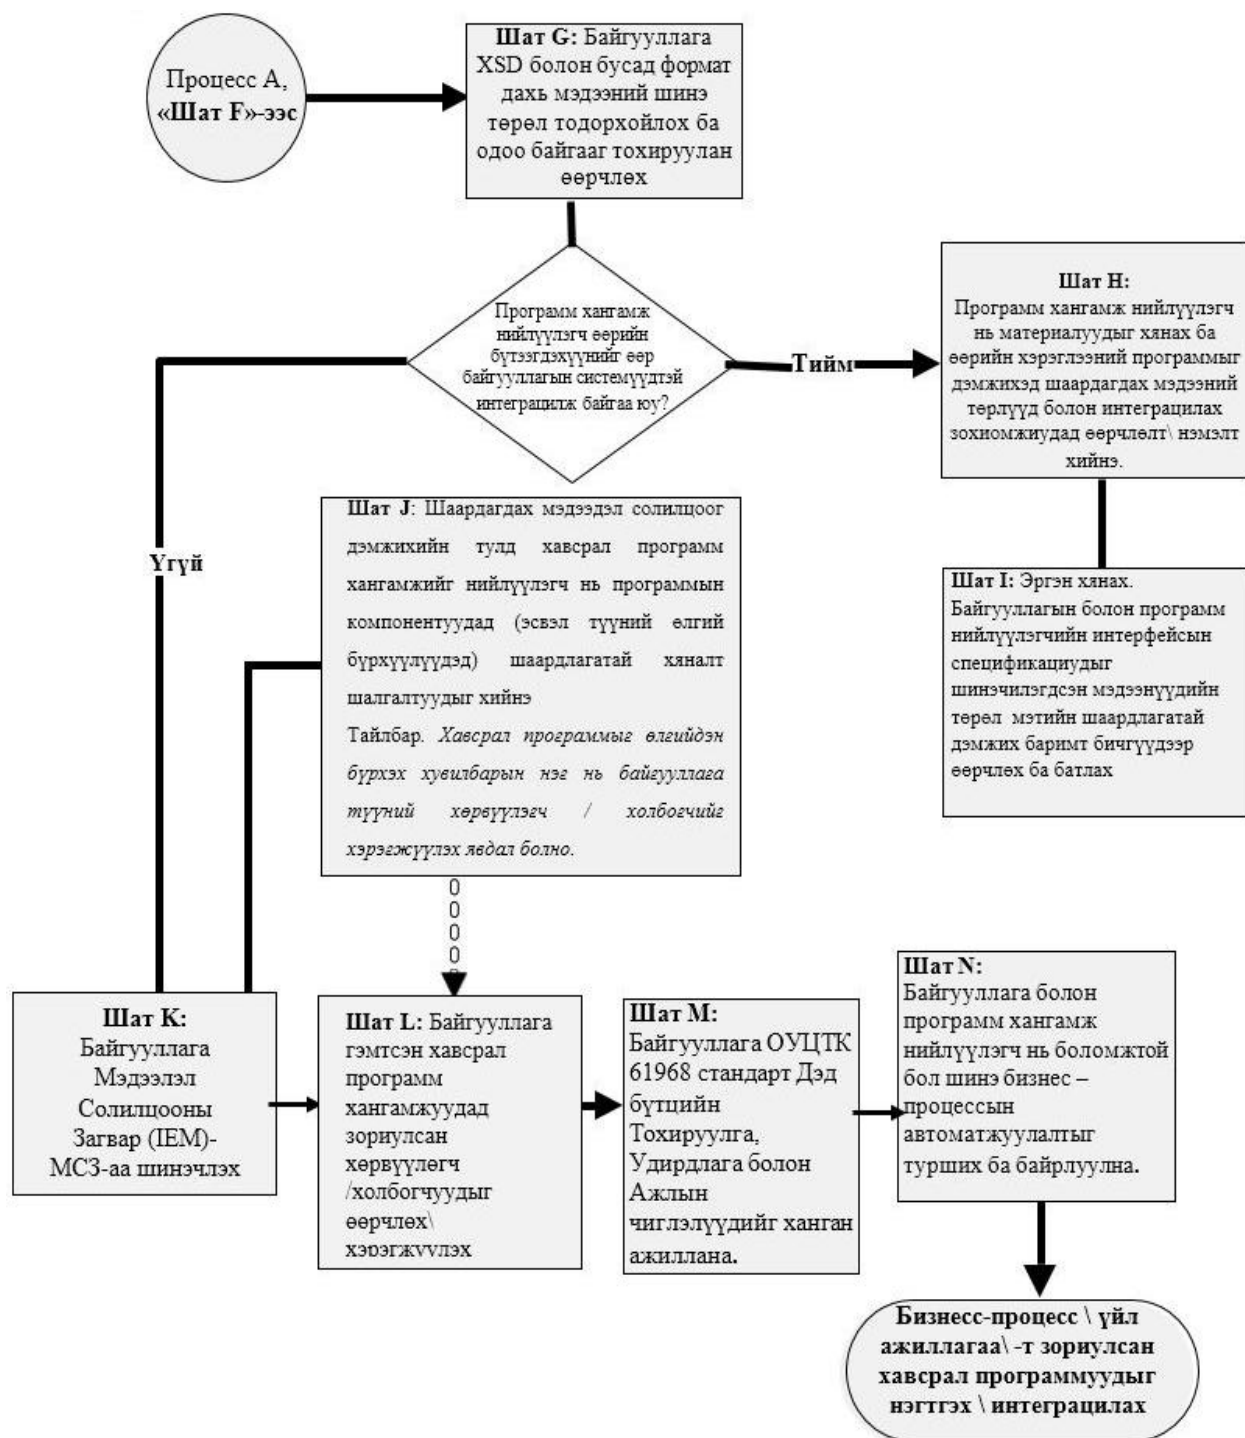 Процесс А,
«Шат F»-ээс
Шат G: Байгууллага
XSD болон бусад формат
дахь мэдээний шинэ
төрөл тодорхойлох ба
одоо байгааг тохируулан
өөрчлөх
Программ хангамж
нийлүүлэгч өөрийн
бүтээгдэхүүнийг өөр
байгууллагын системүүдтэй
интеграцилж байгаа юу?
Тийм
Шат H:
Программ хангамж нийлүүлэгч
нь материалуудыг хянах ба
өөрийн хэрэглээний программыг
дэмжихэд шаардагдах мэдээний
төрлүүд болон интеграцилах
зохиомжиудад өөрчлөлт\ нэмэлт
хийнэ.
Үгүй
Шат J: Шаардагдах мэдээдэл солилцоог
дэмжихийн тулд хавсрал программ
хангамжийг нийлүүлэгч нь программын
компонентуудад (эсвэл түүний өлгий
бүрхүүлүүдэд) шаардлагатай хяналт
шалгалтуудыг хийнэ
Тайлбар. Хавсрал программыг өлгийдэн
бүрхэх хувилбарын нэг нь байгууллага
түүний хөрвүүлэгч / холбогчийг
хэрэгжүүлэх явдал болно.
Шат I: Эргэн хянах.
Байгууллагын болон програм
нийлүүлэгчийн интерфейсын
спецификациудыг
шинэчилэгдсэн мэдээнүүдийн
төрөл мэтийн шаардлагатай
дэмжих баримт бичгүүдээр
өөрчлөх ба батлах
Шат K:
Байгууллага
Мэдээлэл
Солилцооны
Загвар (IEM)-
МСЗ-аа шинэчлэх
Шат L: Байгууллага
гэмтсэн хавсрал
програм
хангамжуудад
зориулсан
хөрвүүлөгч
/холбогчуудыг
өөрчлөх\
хэрэгжүүлэх
Шат M:
Байгууллага ОУЦТК
61968 стандарт Дэд
бүтцийн
Тохируулга,
Удирдлага болон
Ажлын
чиглэлүүдийг ханган
ажиллана.
Шат N:
Байгууллага болон
програм хангамж
нийлүүлэгч нь боломжтой
бол шинэ бизнес –
процессын
автоматжуулалтыг
турших ба байрлуулна.
Бизнесс-процесс \ үйл
ажиллагаа\ -т зориулсан
хавсрал программуудыг
нэгтгэх \ интеграцилах